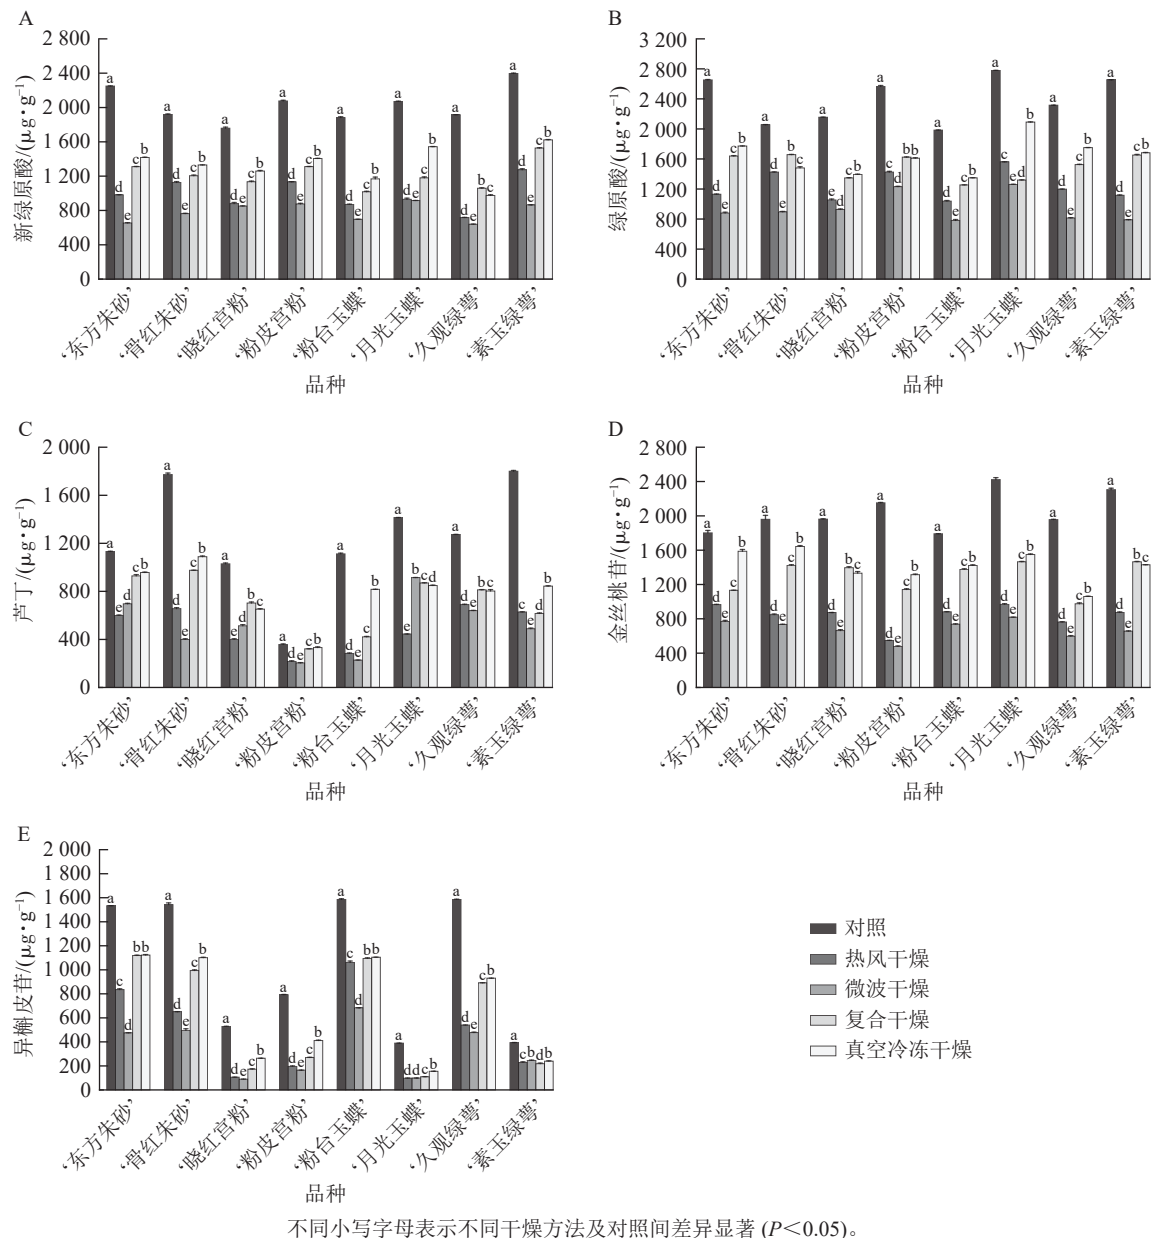 A
新绿原酸/(μg•g⁻¹)
2 800
2 400
2 000
1 600
1 200
800
400
0
a d e c b a d e c b a d e c b a d e c b a d e c b a d e c b a d e b c a d e c b
‘东方朱砂’ ‘骨红朱砂’ ‘晓红宫粉’ ‘粉皮宫粉’ ‘粉台玉蝶’ ‘月光玉蝶’ ‘久观绿萼’ ‘素玉绿萼’
品种
B
绿原酸/(μg•g⁻¹)
3 200
2 800
2 400
2 000
1 600
1 200
800
400
0
a d e c b a d e b c a e d c b a c d b b a d e c b a c e d b a d e c b a d e c b
‘东方朱砂’ ‘骨红朱砂’ ‘晓红宫粉’ ‘粉皮宫粉’ ‘粉台玉蝶’ ‘月光玉蝶’ ‘久观绿萼’ ‘素玉绿萼’
品种
C
芦丁/(μg•g⁻¹)
2 000
1 600
1 200
800
400
0
a e d c b a d e c b a e d b c a d e c b a d e c b a e b c d a c d b b c e d b
‘东方朱砂’ ‘骨红朱砂’ ‘晓红宫粉’ ‘粉皮宫粉’ ‘粉台玉蝶’ ‘月光玉蝶’ ‘久观绿萼’ ‘素玉绿萼’
品种
D
金丝桃苷/(μg•g⁻¹)
2 800
2 400
2 000
1 600
1 200
800
400
0
a d e c b a d e c b a d e b c a d e c b a d e c b a d e c b a d e c b a d e b c
‘东方朱砂’ ‘骨红朱砂’ ‘晓红宫粉’ ‘粉皮宫粉’ ‘粉台玉蝶’ ‘月光玉蝶’ ‘久观绿萼’ ‘素玉绿萼’
品种
E
异槲皮苷/(μg•g⁻¹)
2 000
1 800
1 600
1 400
1 200
1 000
800
600
400
200
0
a c d b b a d e c b a d e c b a d e c b a c d b b a d d c b a d e c b a c b d b
‘东方朱砂’ ‘骨红朱砂’ ‘晓红宫粉’ ‘粉皮宫粉’ ‘粉台玉蝶’ ‘月光玉蝶’ ‘久观绿萼’ ‘素玉绿萼’
品种
对照
热风干燥
微波干燥
复合干燥
真空冷冻干燥
不同小写字母表示不同干燥方法及对照间差异显著 (P＜0.05)。